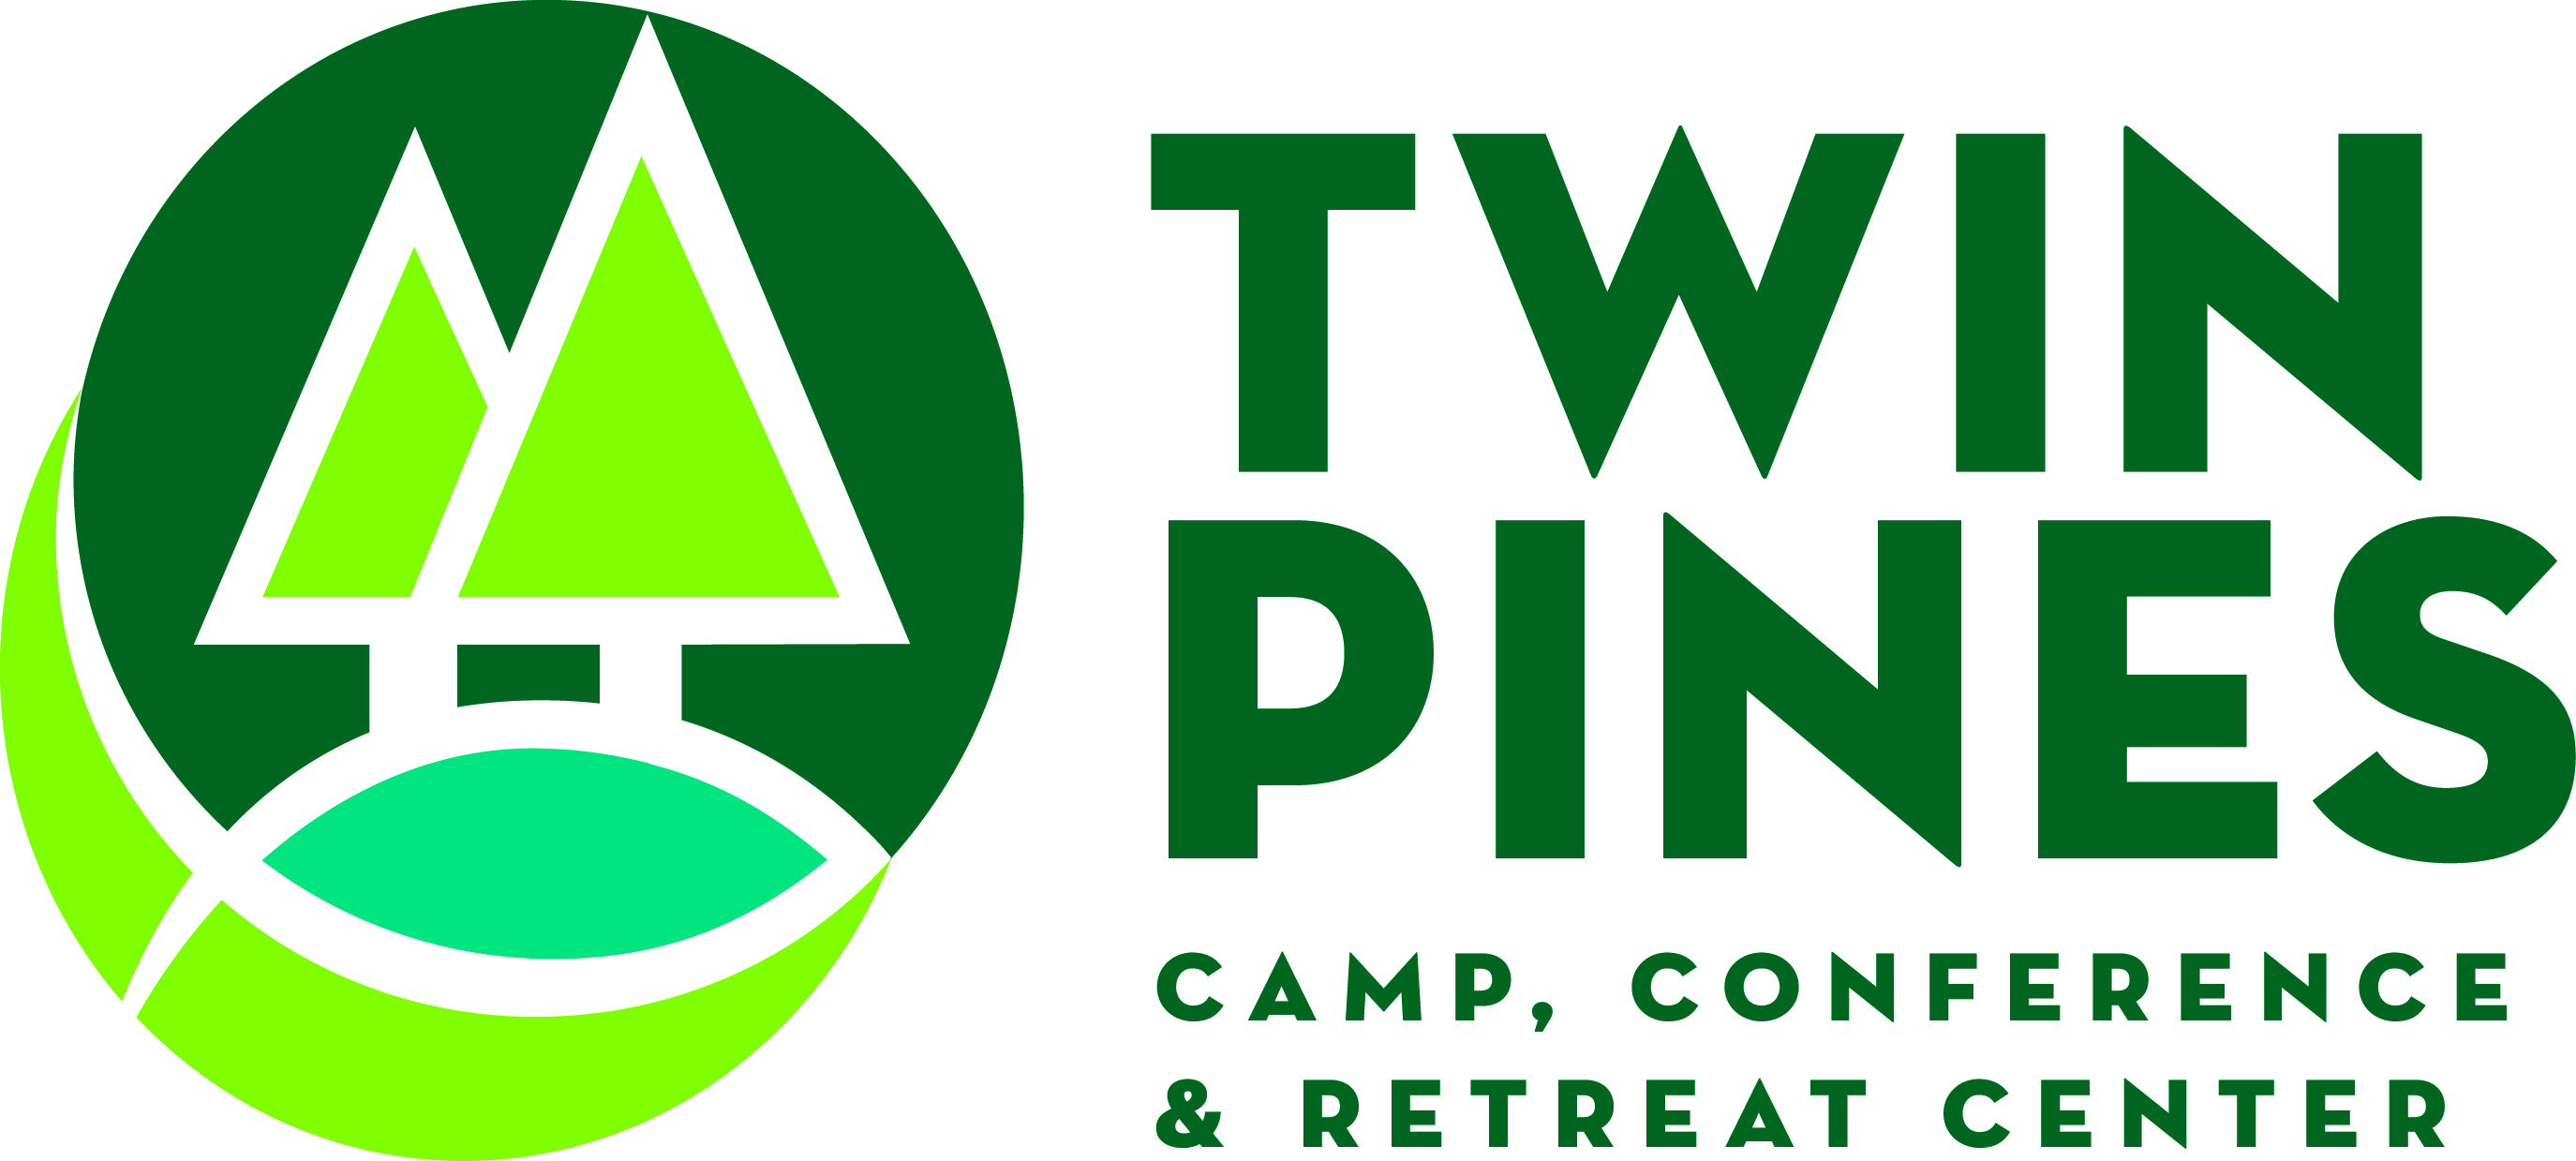 TWIN
PINES
CAMP, CONFERENCE
& RETREAT CENTER